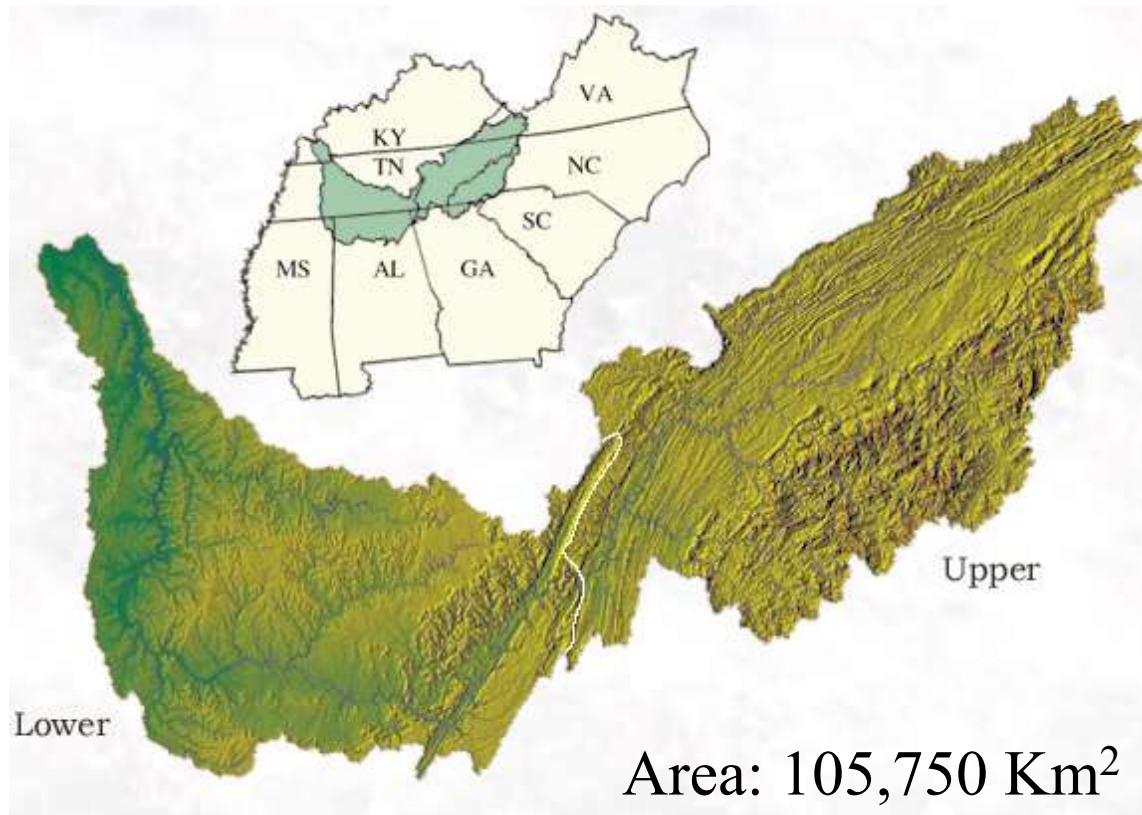 VA
KY
TN
NC
SC
MS
AL
GA
Upper
Lower
Area: 105,750 Km²